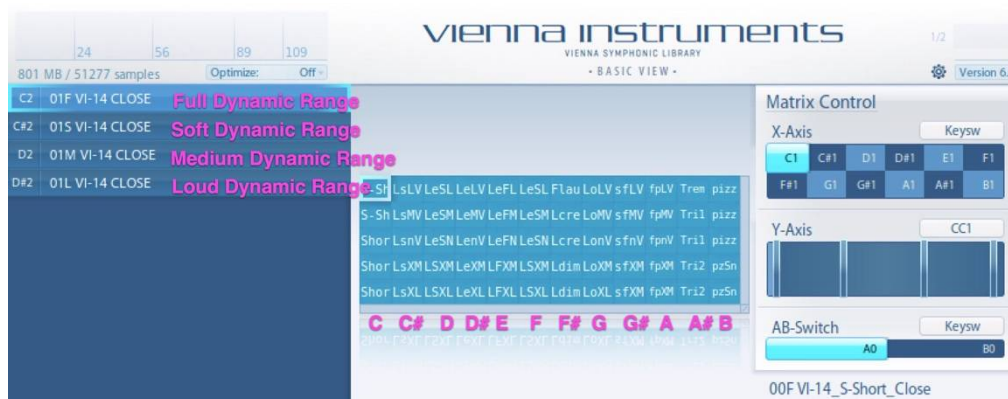 24 56 89 109
801 MB / 51277 samples Optimize: Off
vienna instruments
VIENNA SYMPHONIC LIBRARY
- BASIC VIEW -
1/2
Version 6.
C2 01F VI-14 CLOSE Full Dynamic Range
C#2 01S VI-14 CLOSE Soft Dynamic Range
D2 01M VI-14 CLOSE Medium Dynamic Range
D#2 01L VI-14 CLOSE Loud Dynamic Range
S-Sh LsLV LeSL LeLV LeFL LeSL Flau LoLV sfLV fpLV Trem pizz
S-Sh LsMV LeSM LeMV LeFM LeSM Lcre LoMV sfMV fpMV Tri1 pizz
Shor LsnV LeSN LenV LeFN LeSN Lcre LonV sfnV fpnV Tri1 pizz
Shor LsXM LSXM LeXM LFXM LSXM Ldim LoXM sfXM fpXM Tri2 pzSn
Shor LsXL LSXL LeXL LFXL LSXL Ldim LoXL sfXM fpXM Tri2 pzSn
C C# D D# E F F# G G# A A# B
Matrix Control
X-Axis Keysw
C1 C#1 D1 D#1 E1 F1
F#1 G1 G#1 A1 A#1 B1
Y-Axis CC1
AB-Switch Keysw
A0 B0
00F VI-14_S-Short_Close